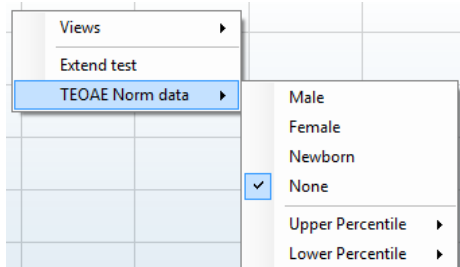 Views
Extend test
TEOAE Norm data
Male
Female
Newborn
None
Upper Percentile
Lower Percentile